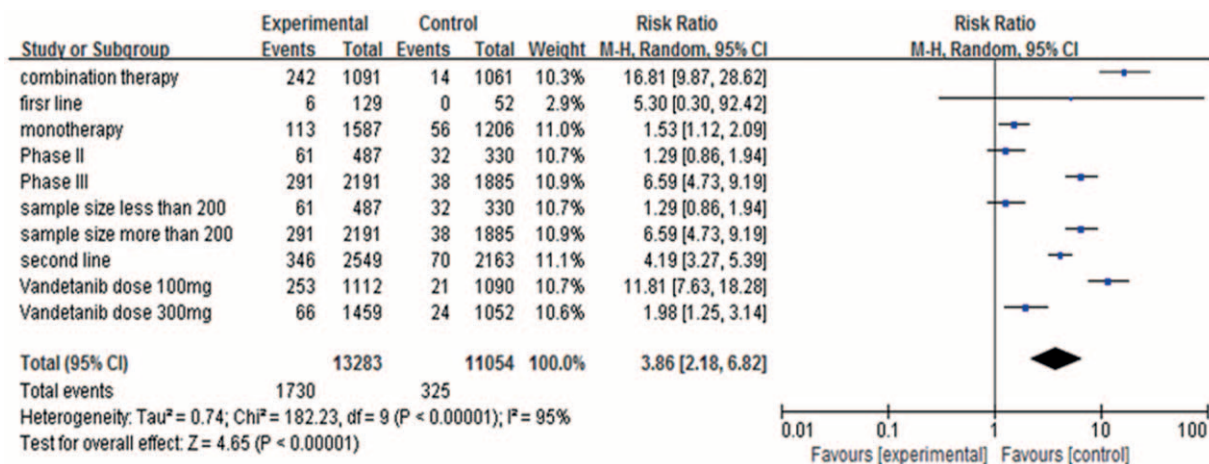 Experimental Control Risk Ratio Risk Ratio
Study or Subgroup Events Total Events Total Weight M-H, Random, 95% CI M-H, Random, 95% CI
combination therapy 242 1091 14 1061 10.3% 16.81 [9.87, 28.62]
firsr line 6 129 0 52 2.9% 5.30 [0.30, 92.42]
monotherapy 113 1587 56 1206 11.0% 1.53 [1.12, 2.09]
Phase II 61 487 32 330 10.7% 1.29 [0.86, 1.94]
Phase III 291 2191 38 1885 10.9% 6.59 [4.73, 9.19]
sample size less than 200 61 487 32 330 10.7% 1.29 [0.86, 1.94]
sample size more than 200 291 2191 38 1885 10.9% 6.59 [4.73, 9.19]
second line 346 2549 70 2163 11.1% 4.19 [3.27, 5.39]
Vandetanib dose 100mg 253 1112 21 1090 10.7% 11.81 [7.63, 18.28]
Vandetanib dose 300mg 66 1459 24 1052 10.6% 1.98 [1.25, 3.14]
Total (95% CI) 13283 11054 100.0% 3.86 [2.18, 6.82]
Total events 1730 325
Heterogeneity: Tau² = 0.74; Chi² = 182.23, df = 9 (P < 0.00001); I² = 95%
Test for overall effect: Z = 4.65 (P < 0.00001)
0.01 0.1 1 10 100
Favours [experimental] Favours [control]